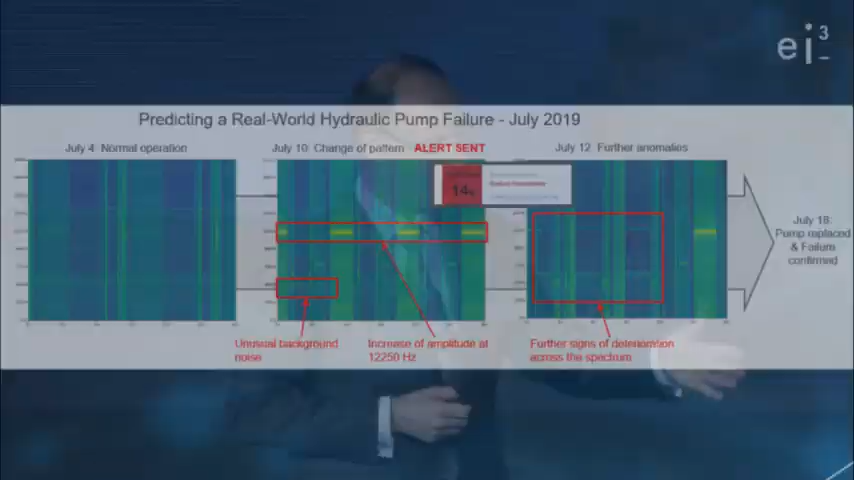 ei³
Predicting a Real-World Hydraulic Pump Failure - July 2019
July 4: Normal operation
July 10: Change of pattern ALERT SENT
July 12: Further anomalies
14
July 18:
Pump replaced
& Failure
confirmed
Unusual background
noise
Increase of amplitude at
12250 Hz
Further signs of deterioration
across the spectrum